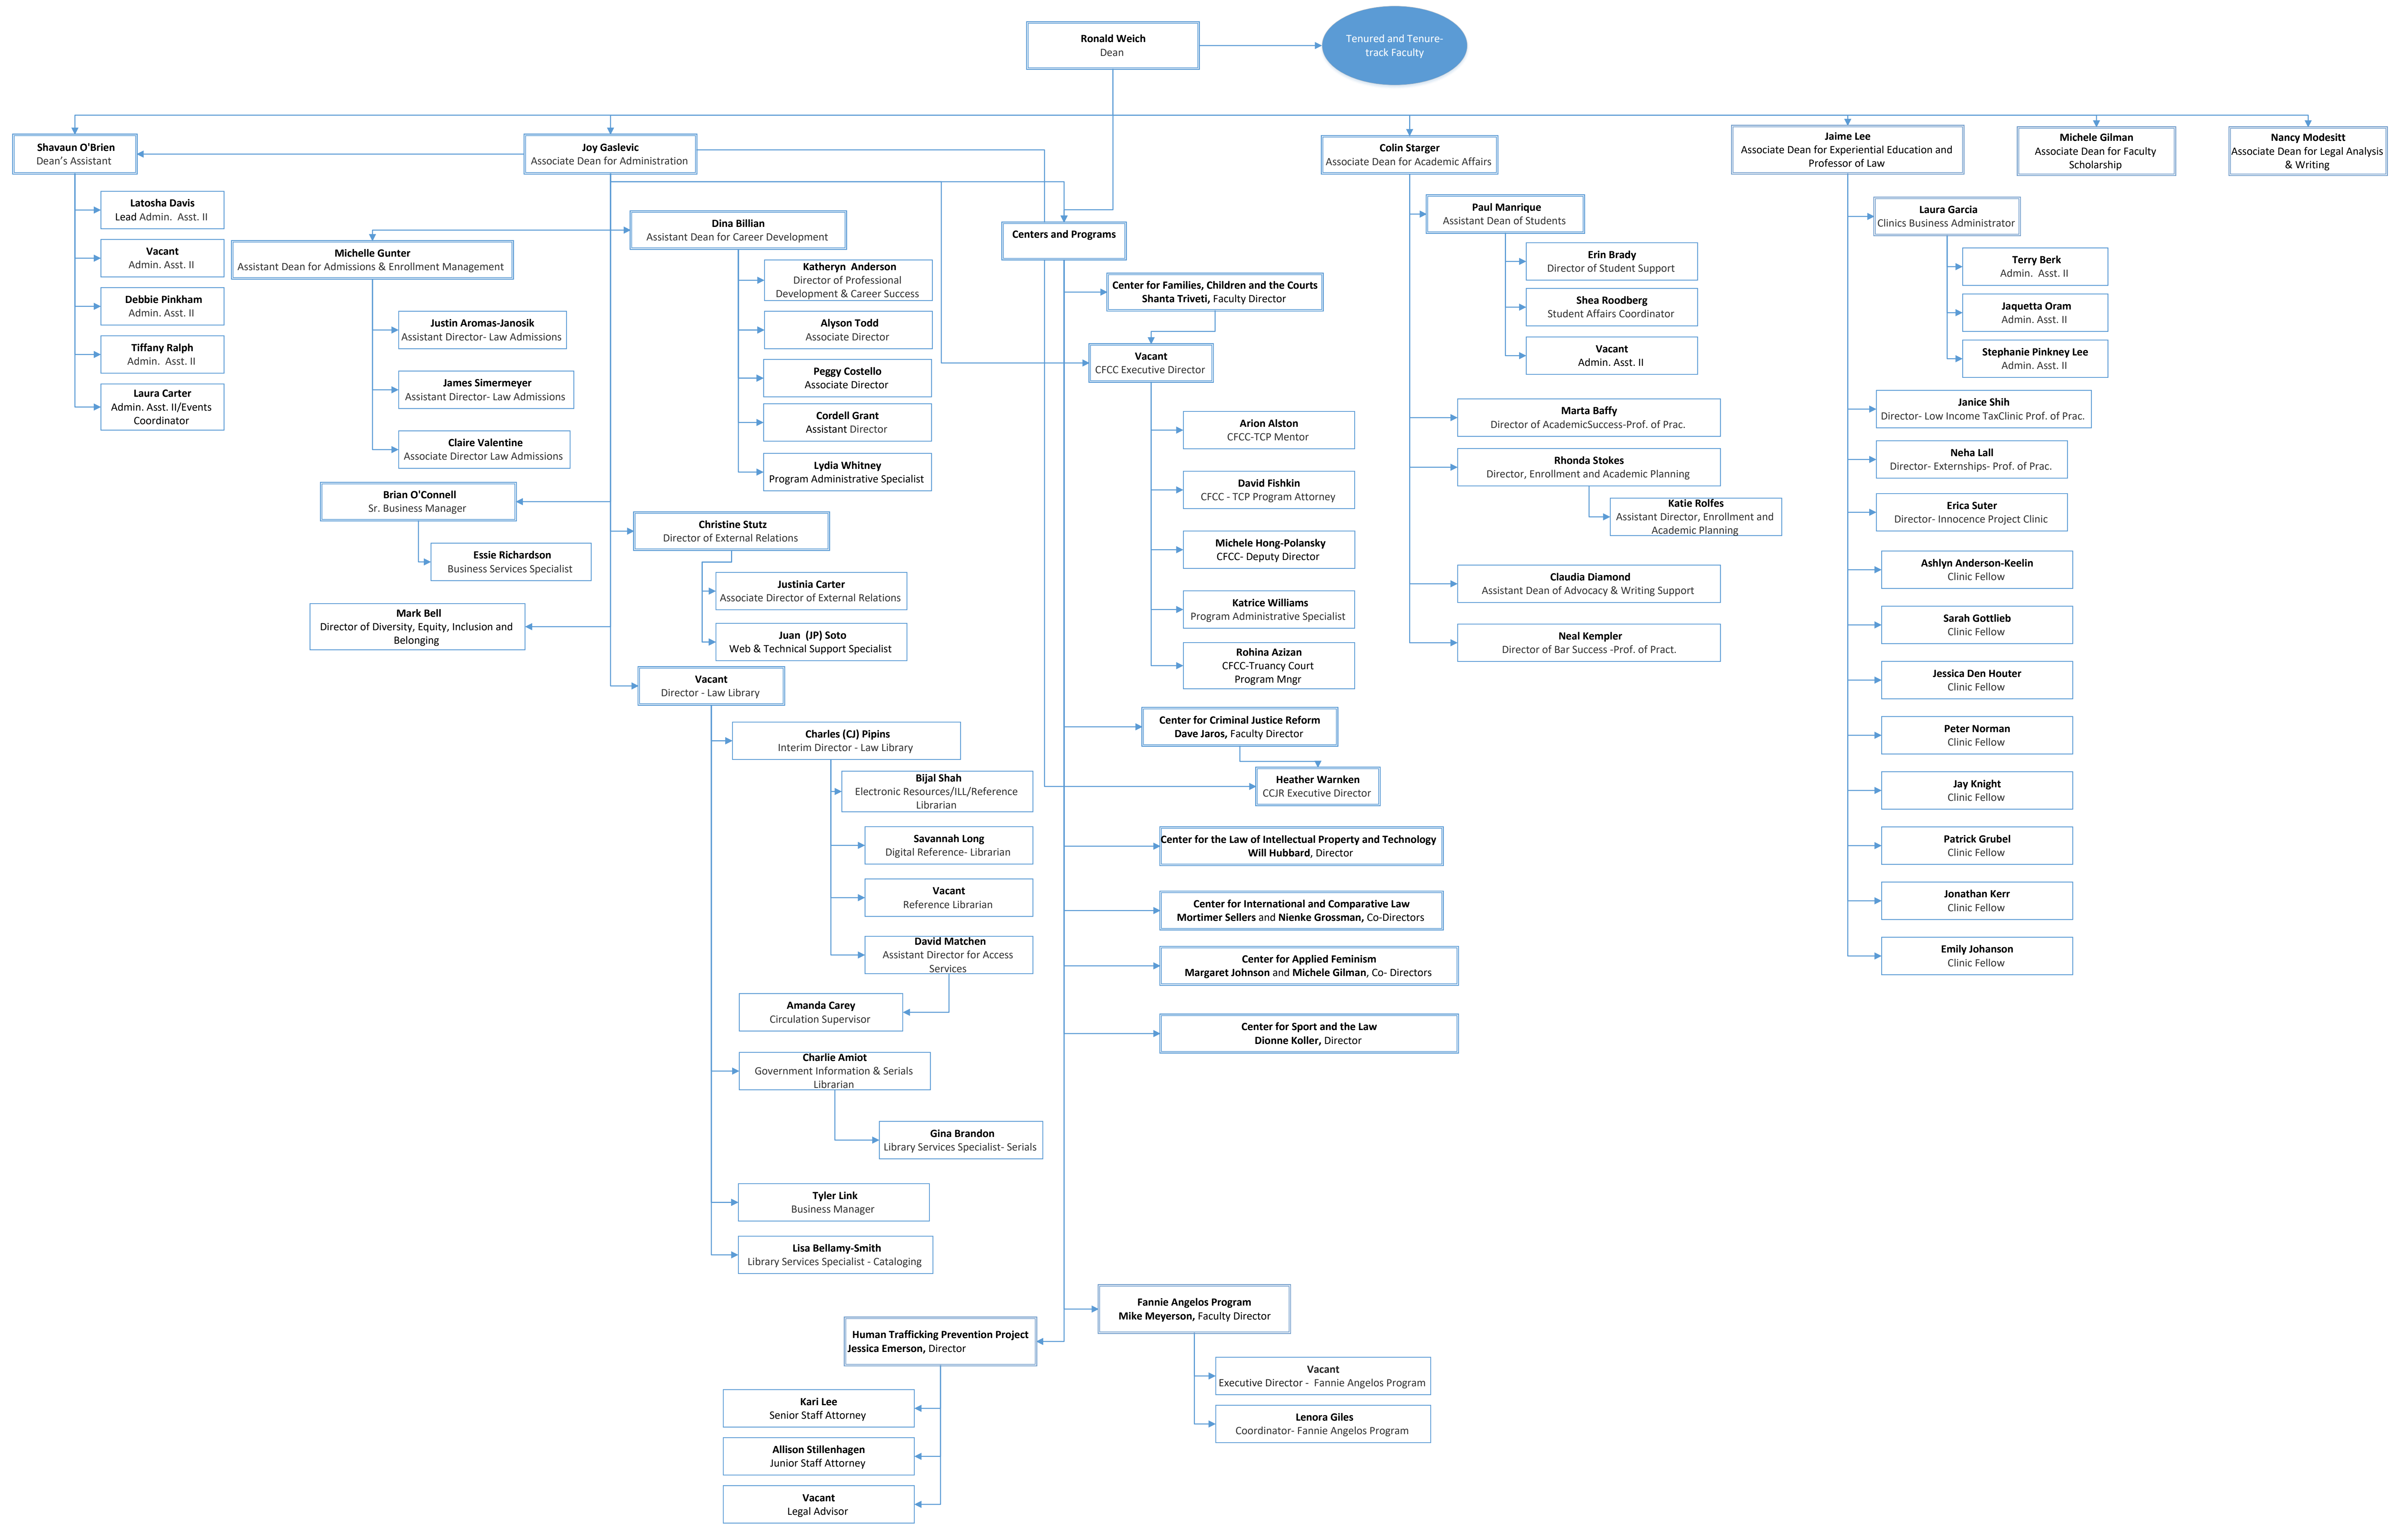 Ronald Weich
Dean
Tenured and Tenure-
track Faculty
Shavaun O'Brien
Dean's Assistant
Latosha Davis
Lead Admin.  Asst. II
Vacant
Admin. Asst. II
Debbie Pinkham
Admin. Asst. II
Tiffany Ralph
Admin.  Asst. II
Laura Carter
Admin. Asst. II/Events
Coordinator
Joy Gaslevic
Associate Dean for Administration
Michelle Gunter
Assistant Dean for Admissions & Enrollment Management
Justin Aromas-Janosik
Assistant Director- Law Admissions
James Simermeyer
Assistant Director- Law Admissions
Claire Valentine
Associate Director Law Admissions
Dina Billian
Assistant Dean for Career Development
Katheryn  Anderson
Director of Professional
Development & Career Success
Alyson Todd
Associate Director
Peggy Costello
Associate Director
Cordell Grant
Assistant Director
Lydia Whitney
Program Administrative Specialist
Brian O'Connell
Sr. Business Manager
Essie Richardson
Business Services Specialist
Christine Stutz
Director of External Relations
Justinia Carter
Associate Director of External Relations
Juan  (JP) Soto
Web & Technical Support Specialist
Mark Bell
Director of Diversity, Equity, Inclusion and
Belonging
Vacant
Director - Law Library
Charles (CJ) Pipins
Interim Director - Law Library
Bijal Shah
Electronic Resources/ILL/Reference
Librarian
Savannah Long
Digital Reference- Librarian
Vacant
Reference Librarian
David Matchen
Assistant Director for Access
Services
Amanda Carey
Circulation Supervisor
Charlie Amiot
Government Information & Serials
Librarian
Gina Brandon
Library Services Specialist- Serials
Tyler Link
Business Manager
Lisa Bellamy-Smith
Library Services Specialist - Cataloging
Centers and Programs
Center for Families, Children and the Courts
Shanta Triveti, Faculty Director
Vacant
CFCC Executive Director
Arion Alston
CFCC-TCP Mentor
David Fishkin
CFCC - TCP Program Attorney
Michele Hong-Polansky
CFCC- Deputy Director
Katrice Williams
Program Administrative Specialist
Rohina Azizan
CFCC-Truancy Court
Program Mngr
Center for Criminal Justice Reform
Dave Jaros, Faculty Director
Heather Warnken
CCJR Executive Director
Center for the Law of Intellectual Property and Technology
Will Hubbard, Director
Center for International and Comparative Law
Mortimer Sellers and Nienke Grossman, Co-Directors
Center for Applied Feminism
Margaret Johnson and Michele Gilman, Co- Directors
Center for Sport and the Law
Dionne Koller, Director
Fannie Angelos Program
Mike Meyerson, Faculty Director
Vacant
Executive Director -  Fannie Angelos Program
Lenora Giles
Coordinator- Fannie Angelos Program
Human Trafficking Prevention Project
Jessica Emerson, Director
Kari Lee
Senior Staff Attorney
Allison Stillenhagen
Junior Staff Attorney
Vacant
Legal Advisor
Colin Starger
Associate Dean for Academic Affairs
Paul Manrique
Assistant Dean of Students
Erin Brady
Director of Student Support
Shea Roodberg
Student Affairs Coordinator
Vacant
Admin. Asst. II
Marta Baffy
Director of AcademicSuccess-Prof. of Prac.
Rhonda Stokes
Director, Enrollment and Academic Planning
Katie Rolfes
Assistant Director, Enrollment and
Academic Planning
Claudia Diamond
Assistant Dean of Advocacy & Writing Support
Neal Kempler
Director of Bar Success -Prof. of Pract.
Jaime Lee
Associate Dean for Experiential Education and
Professor of Law
Laura Garcia
Clinics Business Administrator
Terry Berk
Admin.  Asst. II
Jaquetta Oram
Admin. Asst. II
Stephanie Pinkney Lee
Admin. Asst. II
Janice Shih
Director- Low Income TaxClinic Prof. of Prac.
Neha Lall
Director- Externships- Prof. of Prac.
Erica Suter
Director- Innocence Project Clinic
Ashlyn Anderson-Keelin
Clinic Fellow
Sarah Gottlieb
Clinic Fellow
Jessica Den Houter
Clinic Fellow
Peter Norman
Clinic Fellow
Jay Knight
Clinic Fellow
Patrick Grubel
Clinic Fellow
Jonathan Kerr
Clinic Fellow
Emily Johanson
Clinic Fellow
Michele Gilman
Associate Dean for Faculty
Scholarship
Nancy Modesitt
Associate Dean for Legal Analysis
& Writing